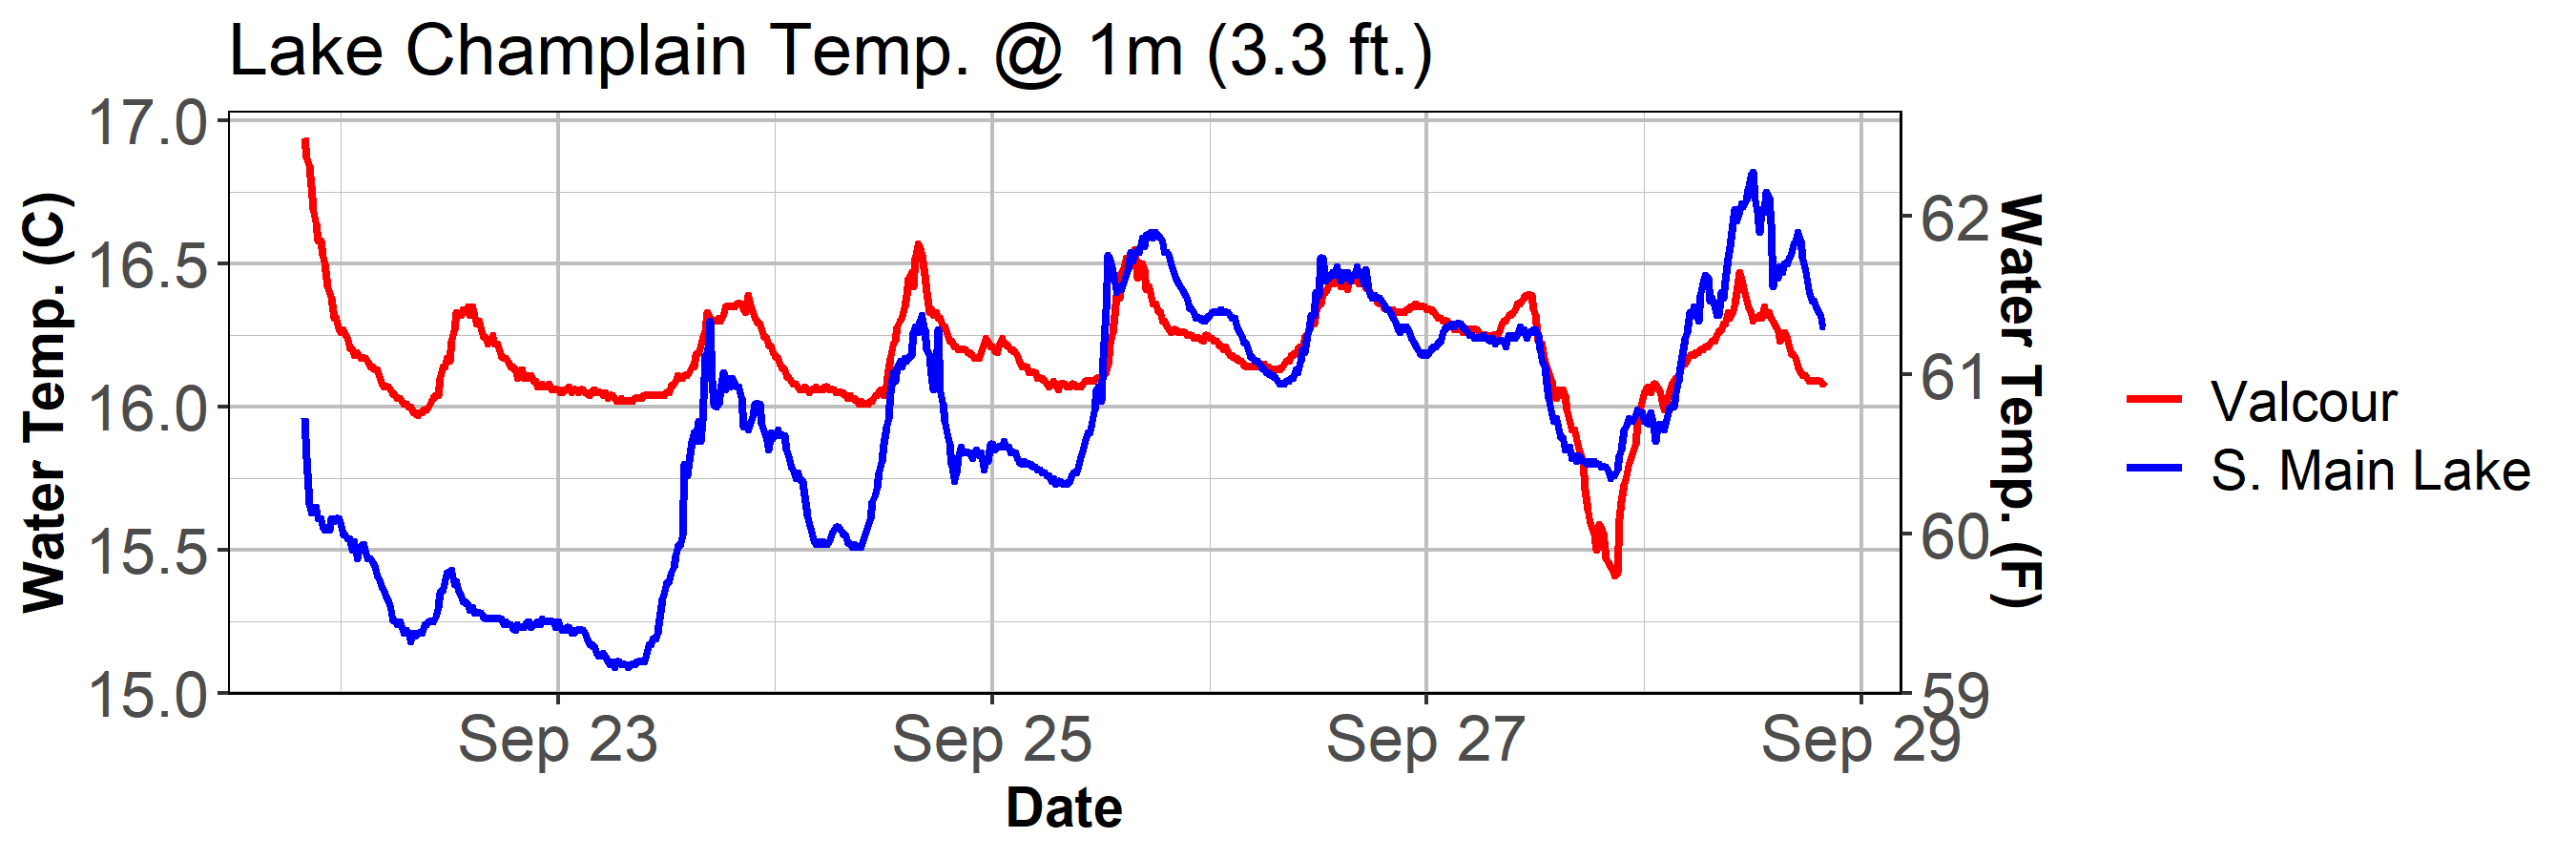 Lake Champlain Temp. @ 1m (3.3 ft.)
Water Temp. (C)
17.0
16.5
16.0
15.5
15.0
Sep 23
Sep 25
Sep 27
Sep 29
Date
62
61
60
59
Water Temp. (F)
Valcour
S. Main Lake